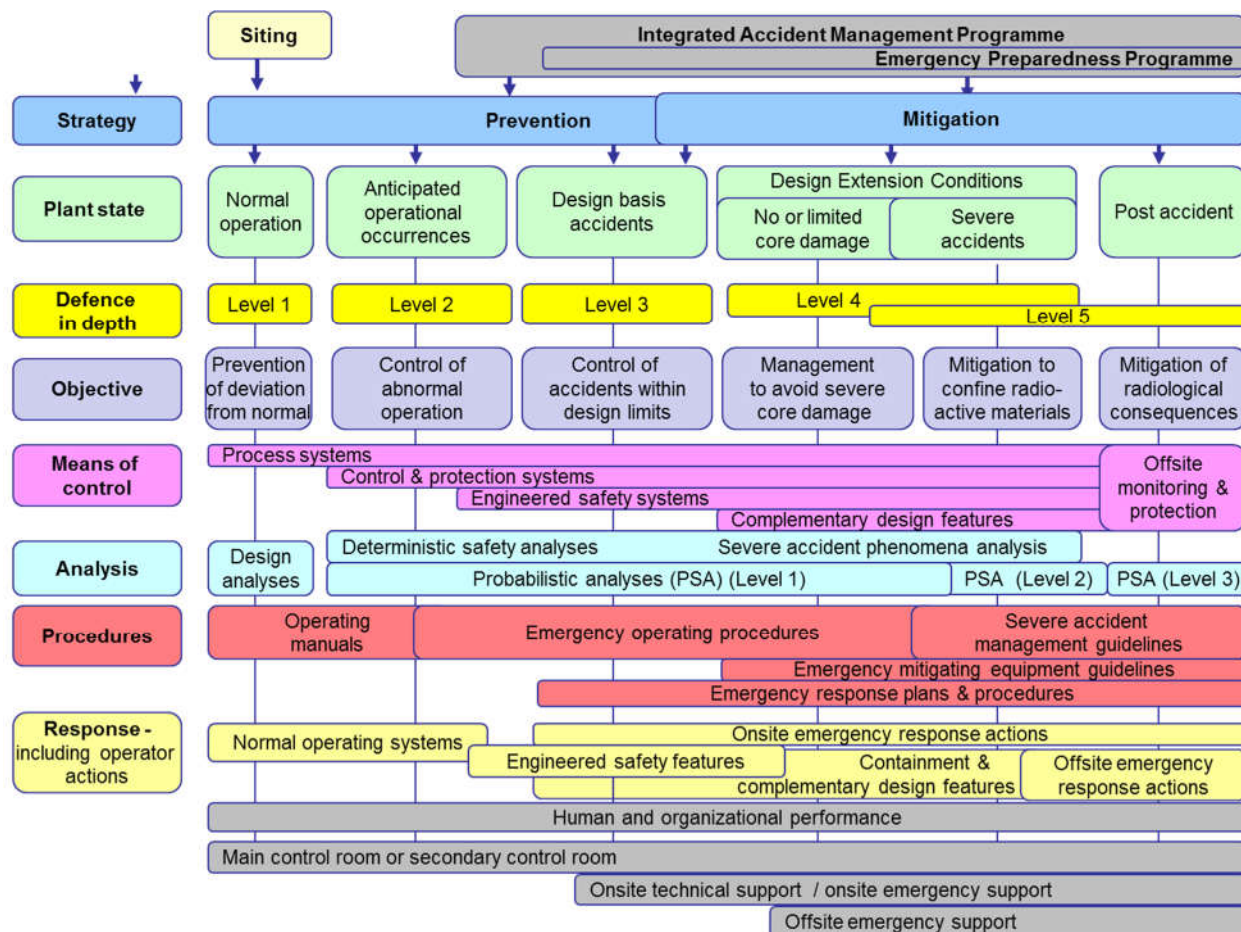 Siting
Integrated Accident Management Programme
Emergency Preparedness Programme
Strategy
Prevention
Mitigation
Plant state
Normal
operation
Anticipated
operational
occurrences
Design basis
accidents
Design Extension Conditions
No or limited
core damage
Severe
accidents
Post accident
Defence
in depth
Level 1
Level 2
Level 3
Level 4
Level 5
Objective
Prevention
of deviation
from normal
Control of
abnormal
operation
Control of
accidents within
design limits
Management
to avoid severe
core damage
Mitigation to
confine radio-
active materials
Mitigation of
radiological
consequences
Means of
control
Process systems
Control & protection systems
Engineered safety systems
Complementary design features
Offsite
monitoring &
protection
Analysis
Design
analyses
Deterministic safety analyses
Severe accident phenomena analysis
Probabilistic analyses (PSA) (Level 1)
PSA (Level 2)
PSA (Level 3)
Procedures
Operating
manuals
Emergency operating procedures
Severe accident
management guidelines
Emergency mitigating equipment guidelines
Emergency response plans & procedures
Response -
including operator
actions
Normal operating systems
Onsite emergency response actions
Engineered safety features
Containment &
complementary design features
Offsite emergency
response actions
Human and organizational performance
Main control room or secondary control room
Onsite technical support / onsite emergency support
Offsite emergency support